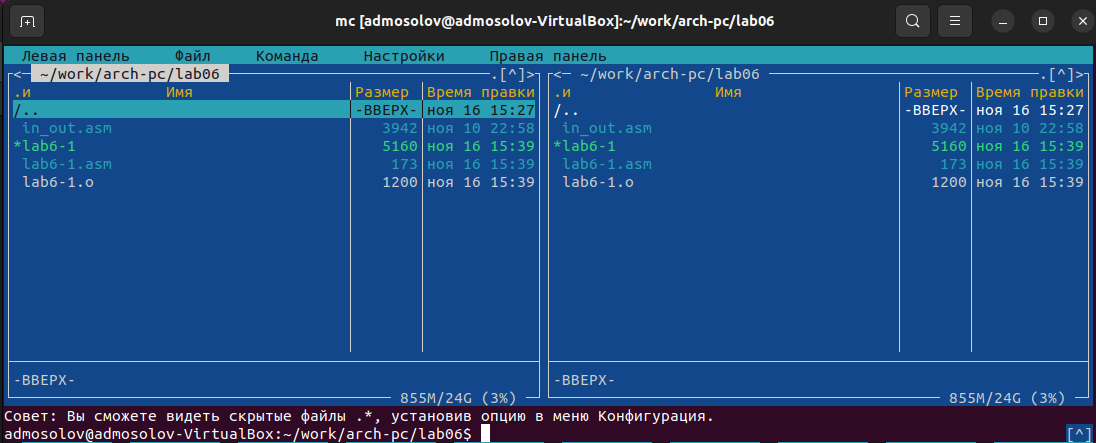 mc [admosolov@admosolov-VirtualBox]:~/work/arch-pc/lab06
Левая панель Файл Команда Настройки Правая панель
<─ ~/work/arch-pc/lab06 .[^]> <─ ~/work/arch-pc/lab06 .[^]>
.и Имя Размер Время правки .и Имя Размер Время правки
/.. -ВВЕРХ- ноя 16 15:27 /.. -ВВЕРХ- ноя 16 15:27
in_out.asm 3942 ноя 10 22:58 in_out.asm 3942 ноя 10 22:58
*lab6-1 5160 ноя 16 15:39 *lab6-1 5160 ноя 16 15:39
lab6-1.asm 173 ноя 16 15:39 lab6-1.asm 173 ноя 16 15:39
lab6-1.o 1200 ноя 16 15:39 lab6-1.o 1200 ноя 16 15:39
-ВВЕРХ- -ВВЕРХ-
855M/24G (3%) 855M/24G (3%)
Совет: Вы сможете видеть скрытые файлы .*, установив опцию в меню Конфигурация.
admosolov@admosolov-VirtualBox:~/work/arch-pc/lab06$ [^]